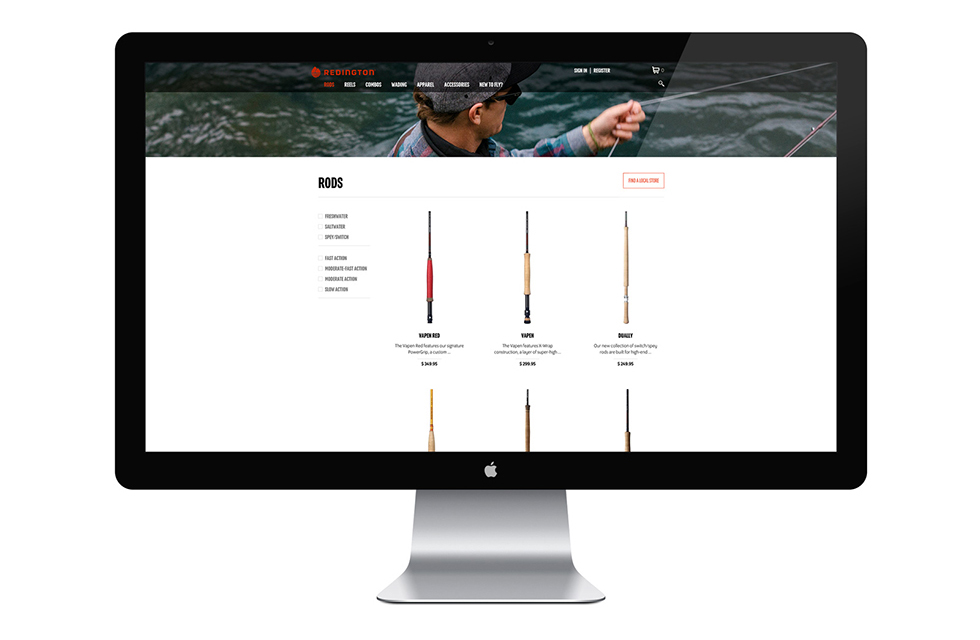 REDINGTON
SIGN IN | REGISTER
0
RODS REELS COMBOS WADING APPAREL ACCESSORIES NEW TO FLY?
RODS
FIND A LOCAL STORE
FRESHWATER
SALTWATER
SPEY/SWITCH
FAST ACTION
MODERATE-FAST ACTION
MODERATE ACTION
SLOW ACTION
VAPEN RED
The Vapen Red features our signature
PowerGrip, a custom ...
$ 349.95
VAPEN
The Vapen features X-Wrap
construction, a layer of super-high ...
$ 299.95
DUALLY
Our new collection of switch/spey
rods are built for high-end ...
$ 249.95